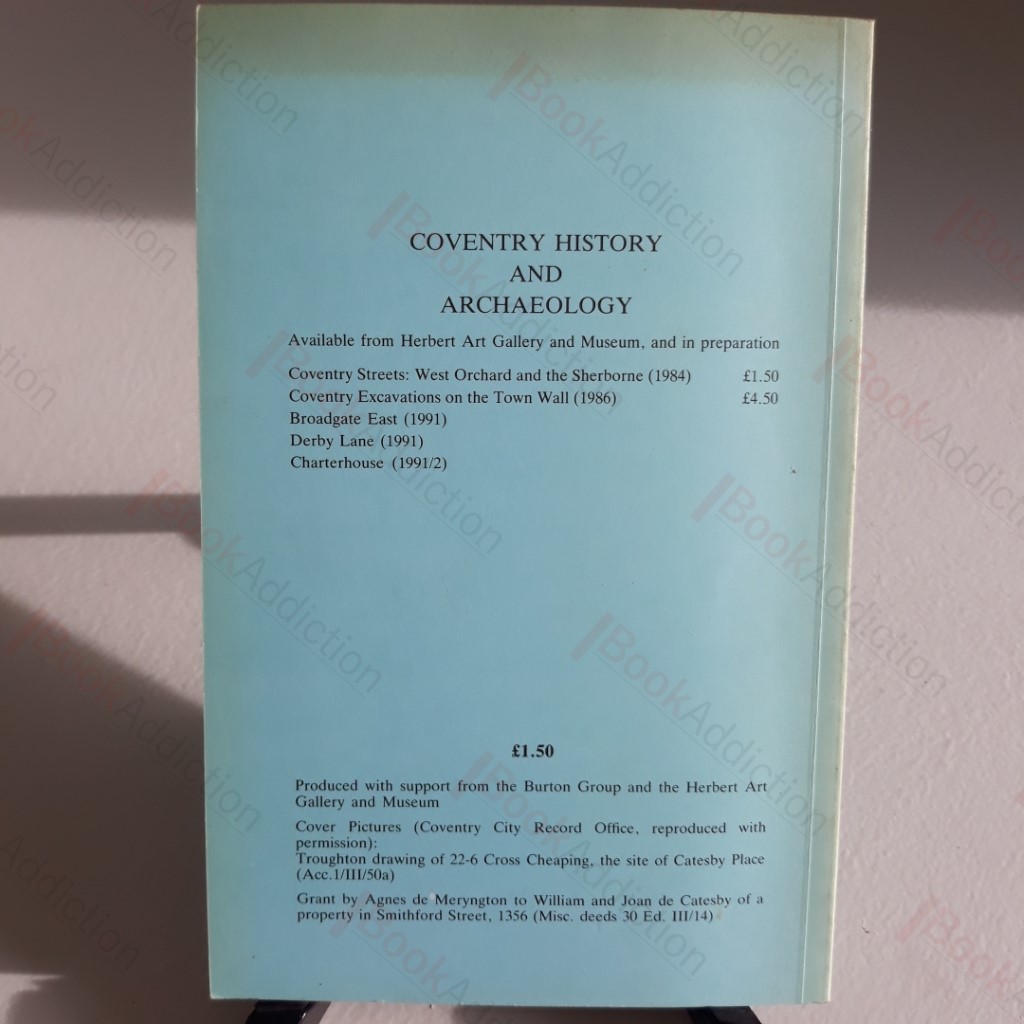 COVENTRY HISTORY
AND
ARCHAEOLOGY
Available from Herbert Art Gallery and Museum, and in preparation
Coventry Streets: West Orchard and the Sherborne (1984) £1.50
Coventry Excavations on the Town Wall (1986) £4.50
Broadgate East (1991)
Derby Lane (1991)
Charterhouse (1991/2)
£1.50
Produced with support from the Burton Group and the Herbert Art
Gallery and Museum
Cover Pictures (Coventry City Record Office, reproduced with
permission):
Troughton drawing of 22-6 Cross Cheaping, the site of Catesby Place
(Acc.1/III/50a)
Grant by Agnes de Meryngton to William and Joan de Catesby of a
property in Smithford Street, 1356 (Misc. deeds 30 Ed. III/14)
BookAddiction